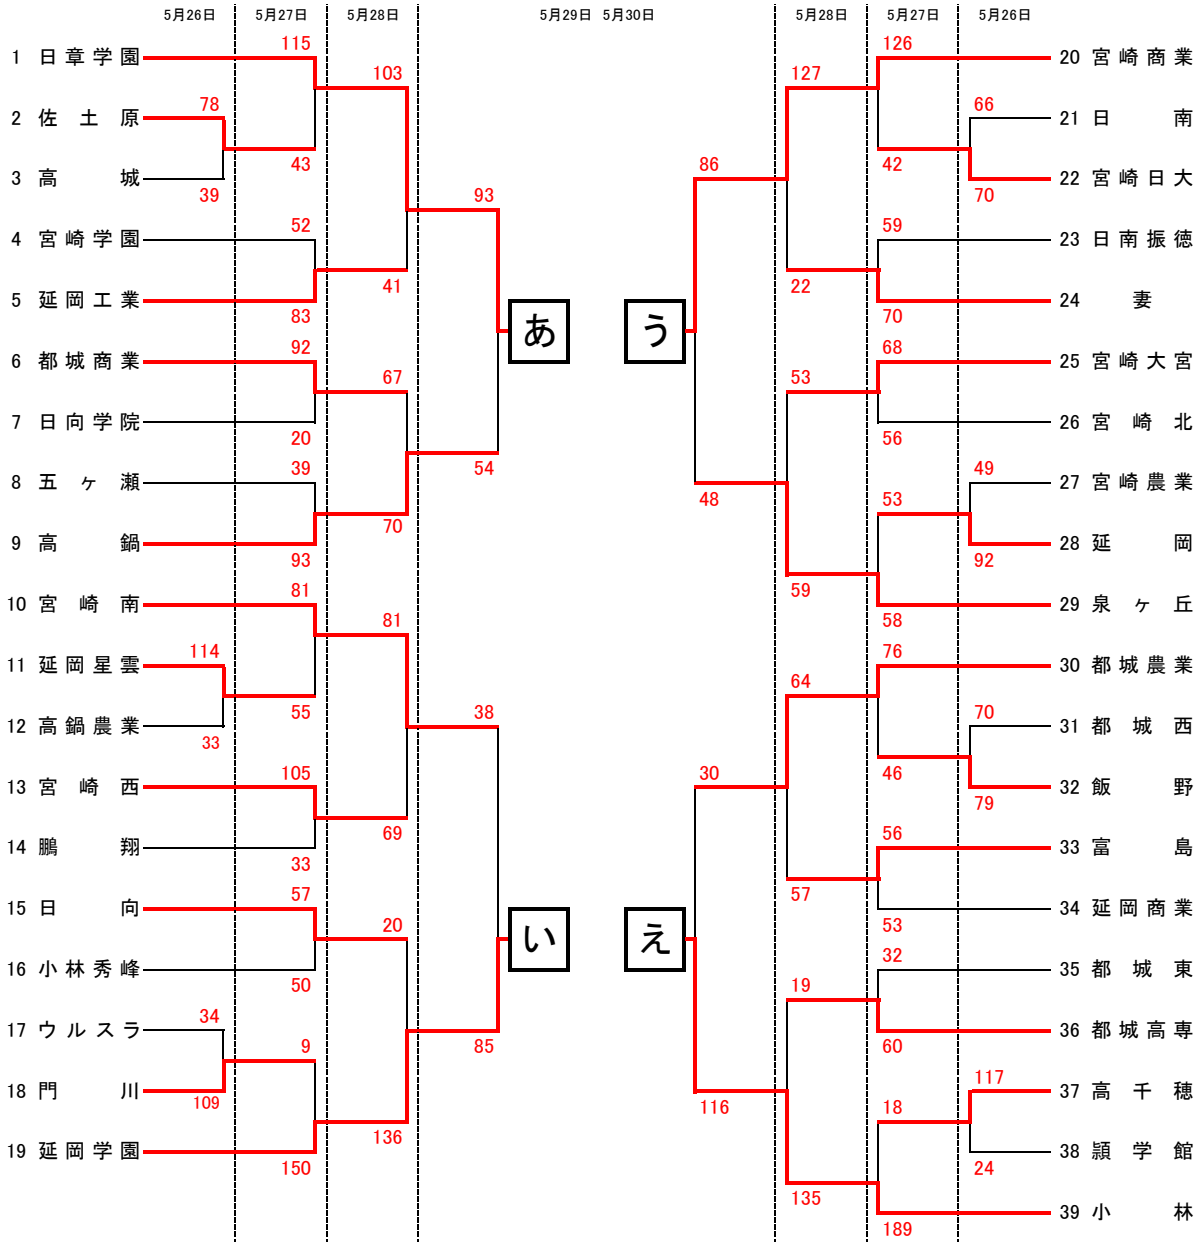 5月26日 5月27日 5月28日 5月29日 5月30日 5月28日 5月27日 5月26日
1 日章学園 115
103
2 佐土原 78
43
3 高城 39
93
4 宮崎学園 52
41
5 延岡工業 83
あ
6 都城商業 92
67
7 日向学院 20
54
8 五ヶ瀬 39
70
9 高鍋 93
10 宮崎南 81
81
11 延岡星雲 114
55
12 高鍋農業 33
38
13 宮崎西 105
69
14 鵬翔 33
15 日向 57
20
い
16 小林秀峰 50
17 ウルスラ 34
85
9
18 門川 109
136
19 延岡学園 150
126 20 宮崎商業
127
66 21 日南
42
70 22 宮崎日大
86
59 23 日南振徳
22
70 24 妻
う
68 25 宮崎大宮
53
56 26 宮崎北
48
49 27 宮崎農業
53
92 28 延岡
59
58 29 泉ヶ丘
76 30 都城農業
64
70 31 都城西
46
79 32 飯野
30
56 33 富島
57
53 34 延岡商業
え
32 35 都城東
19
60 36 都城高専
116
117 37 高千穂
18
24 38 頴学館
135
189 39 小林